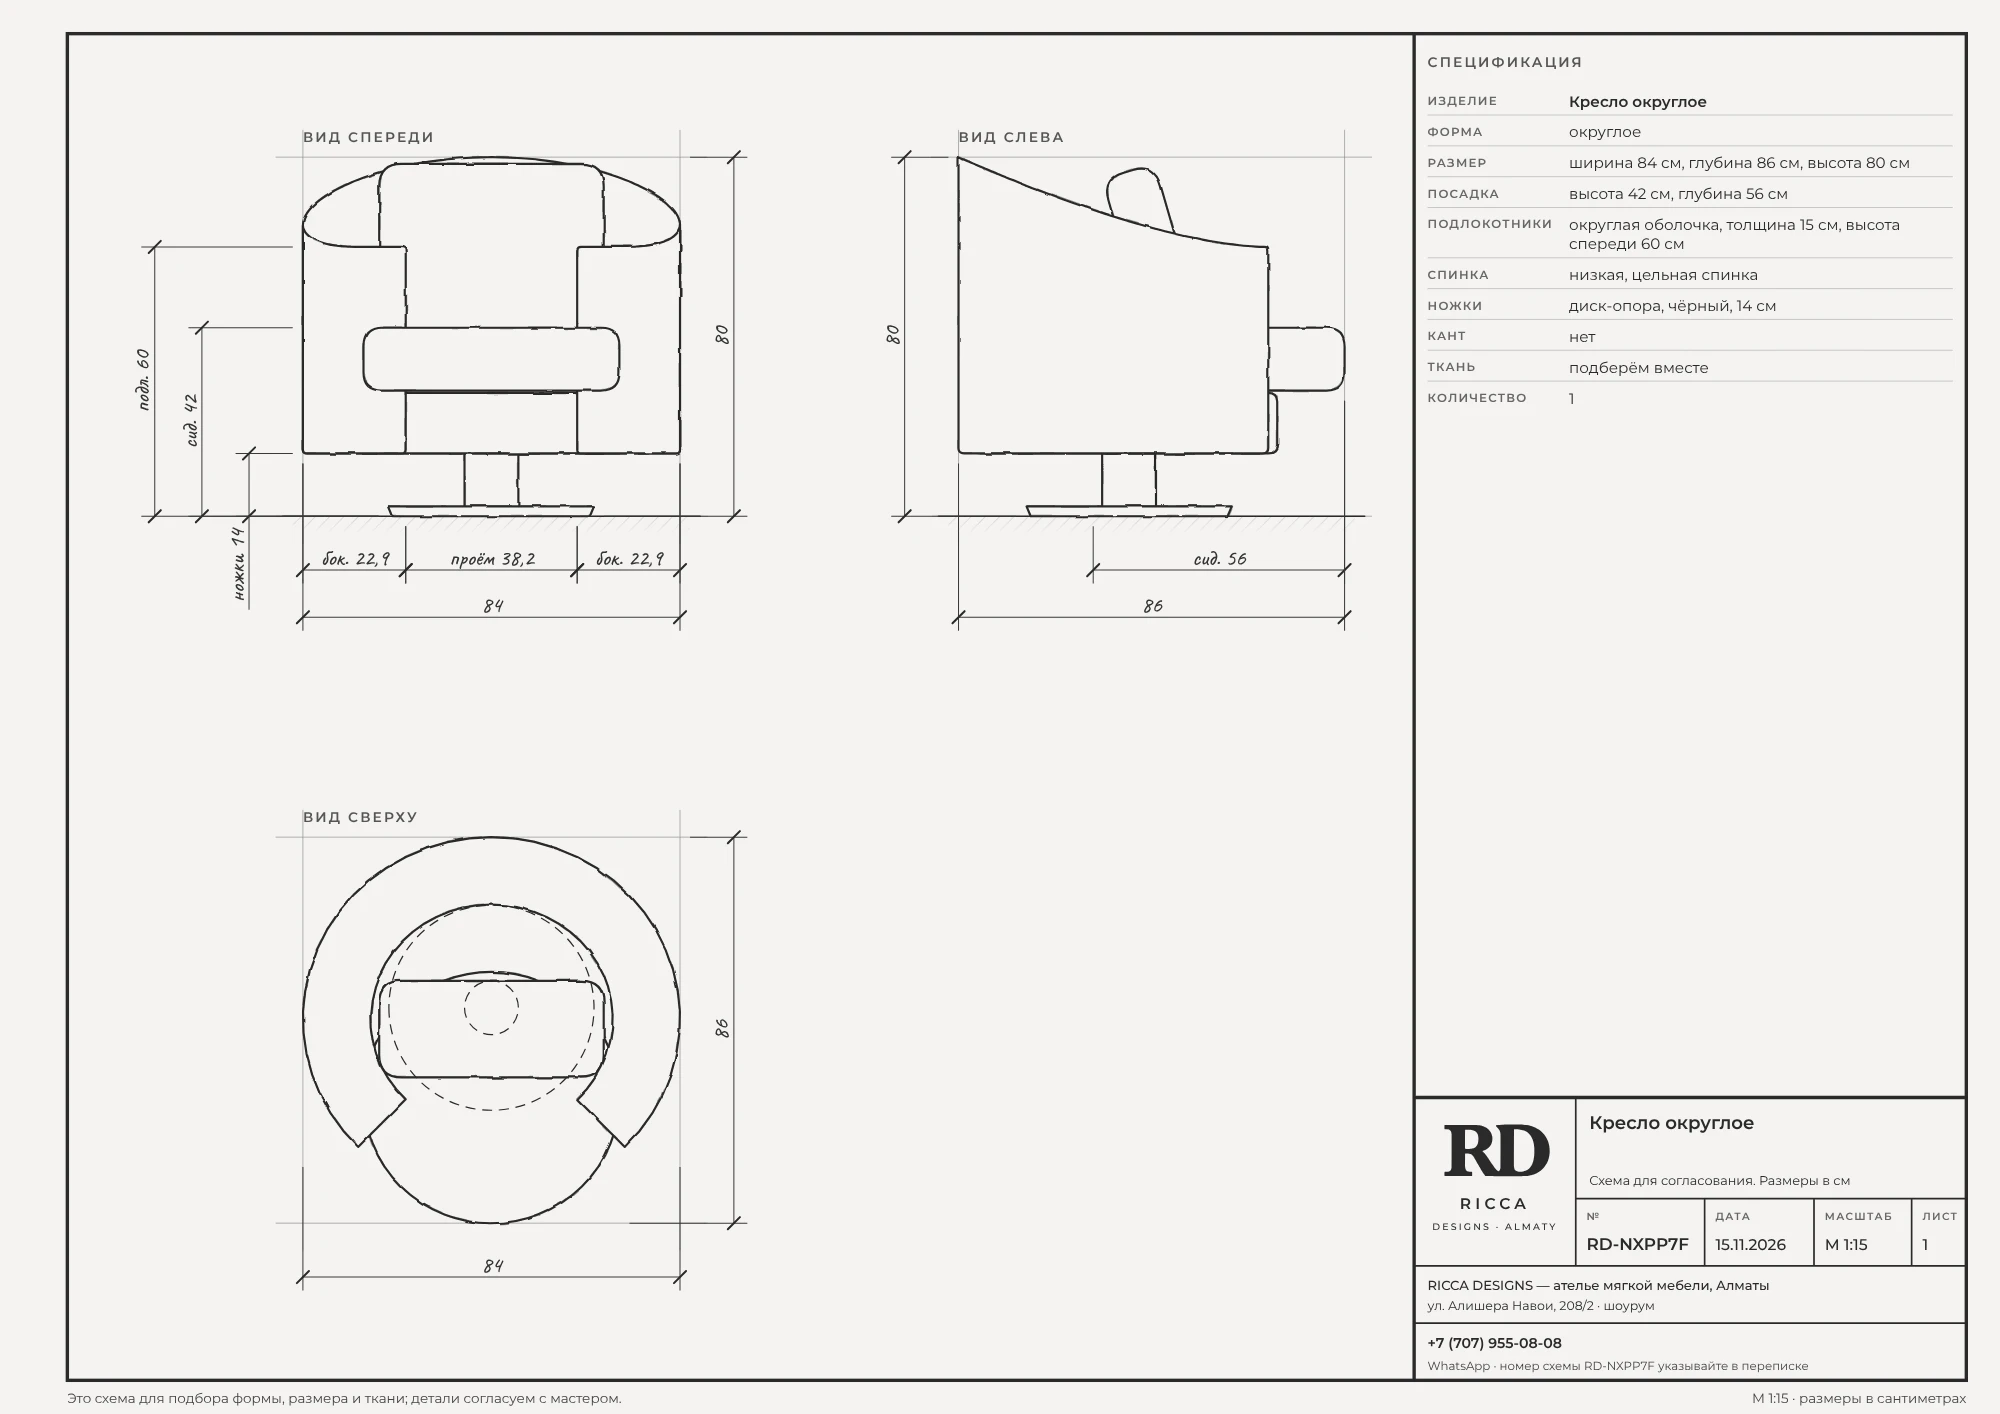 ВИД СПЕРЕДИ
подл. 60
сид. 42
ножки 14
80
бок. 22,9
проём 38,2
бок. 22,9
84
ВИД СЛЕВА
80
сид. 56
86
ВИД СВЕРХУ
86
84
СПЕЦИФИКАЦИЯ
ИЗДЕЛИЕ Кресло округлое
ФОРМА округлое
РАЗМЕР ширина 84 см, глубина 86 см, высота 80 см
ПОСАДКА высота 42 см, глубина 56 см
ПОДЛОКОТНИКИ округлая оболочка, толщина 15 см, высота
спереди 60 см
СПИНКА низкая, цельная спинка
НОЖКИ диск-опора, чёрный, 14 см
КАНТ нет
ТКАНЬ подберём вместе
КОЛИЧЕСТВО 1
RD
RICCA
DESIGNS · ALMATY
Кресло округлое
Схема для согласования. Размеры в см
№ ДАТА МАСШТАБ ЛИСТ
RD-NXPP7F 15.11.2026 М 1:15 1
RICCA DESIGNS — ателье мягкой мебели, Алматы
ул. Алишера Навои, 208/2 · шоурум
+7 (707) 955-08-08
WhatsApp · номер схемы RD-NXPP7F указывайте в переписке
Это схема для подбора формы, размера и ткани; детали согласуем с мастером.
М 1:15 · размеры в сантиметрах